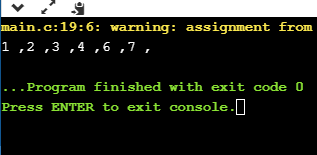 main.c:19:6: warning: assignment from
1 ,2 ,3 ,4 ,6 ,7 ,
...Program finished with exit code 0
Press ENTER to exit console.